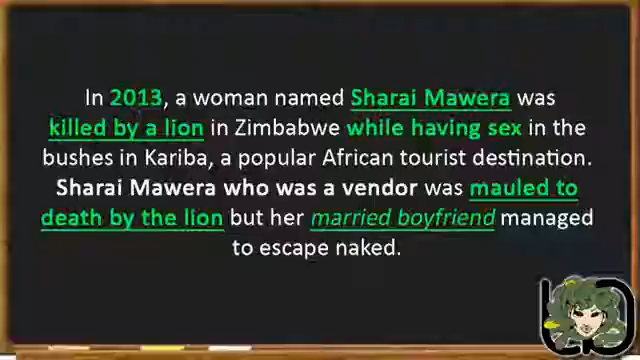 In 2013, a woman named Sharai Mawera was
killed by a lion in Zimbabwe while having sex in the
bushes in Kariba, a popular African tourist destination.
Sharai Mawera who was a vendor was mauled to
death by the lion but her married boyfriend managed
to escape naked.